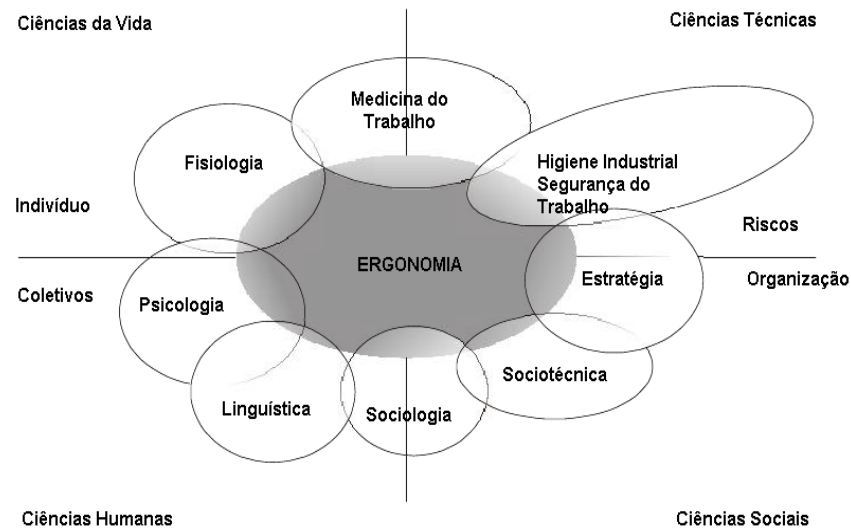 Ciências da Vida
Ciências Técnicas
Medicina do
Trabalho
Fisiologia
Higiene Industrial
Segurança do
Trabalho
Indivíduo
Riscos
ERGONOMIA
Estratégia
Organização
Coletivos
Psicologia
Sociotécnica
Linguística
Sociologia
Ciências Humanas
Ciências Sociais